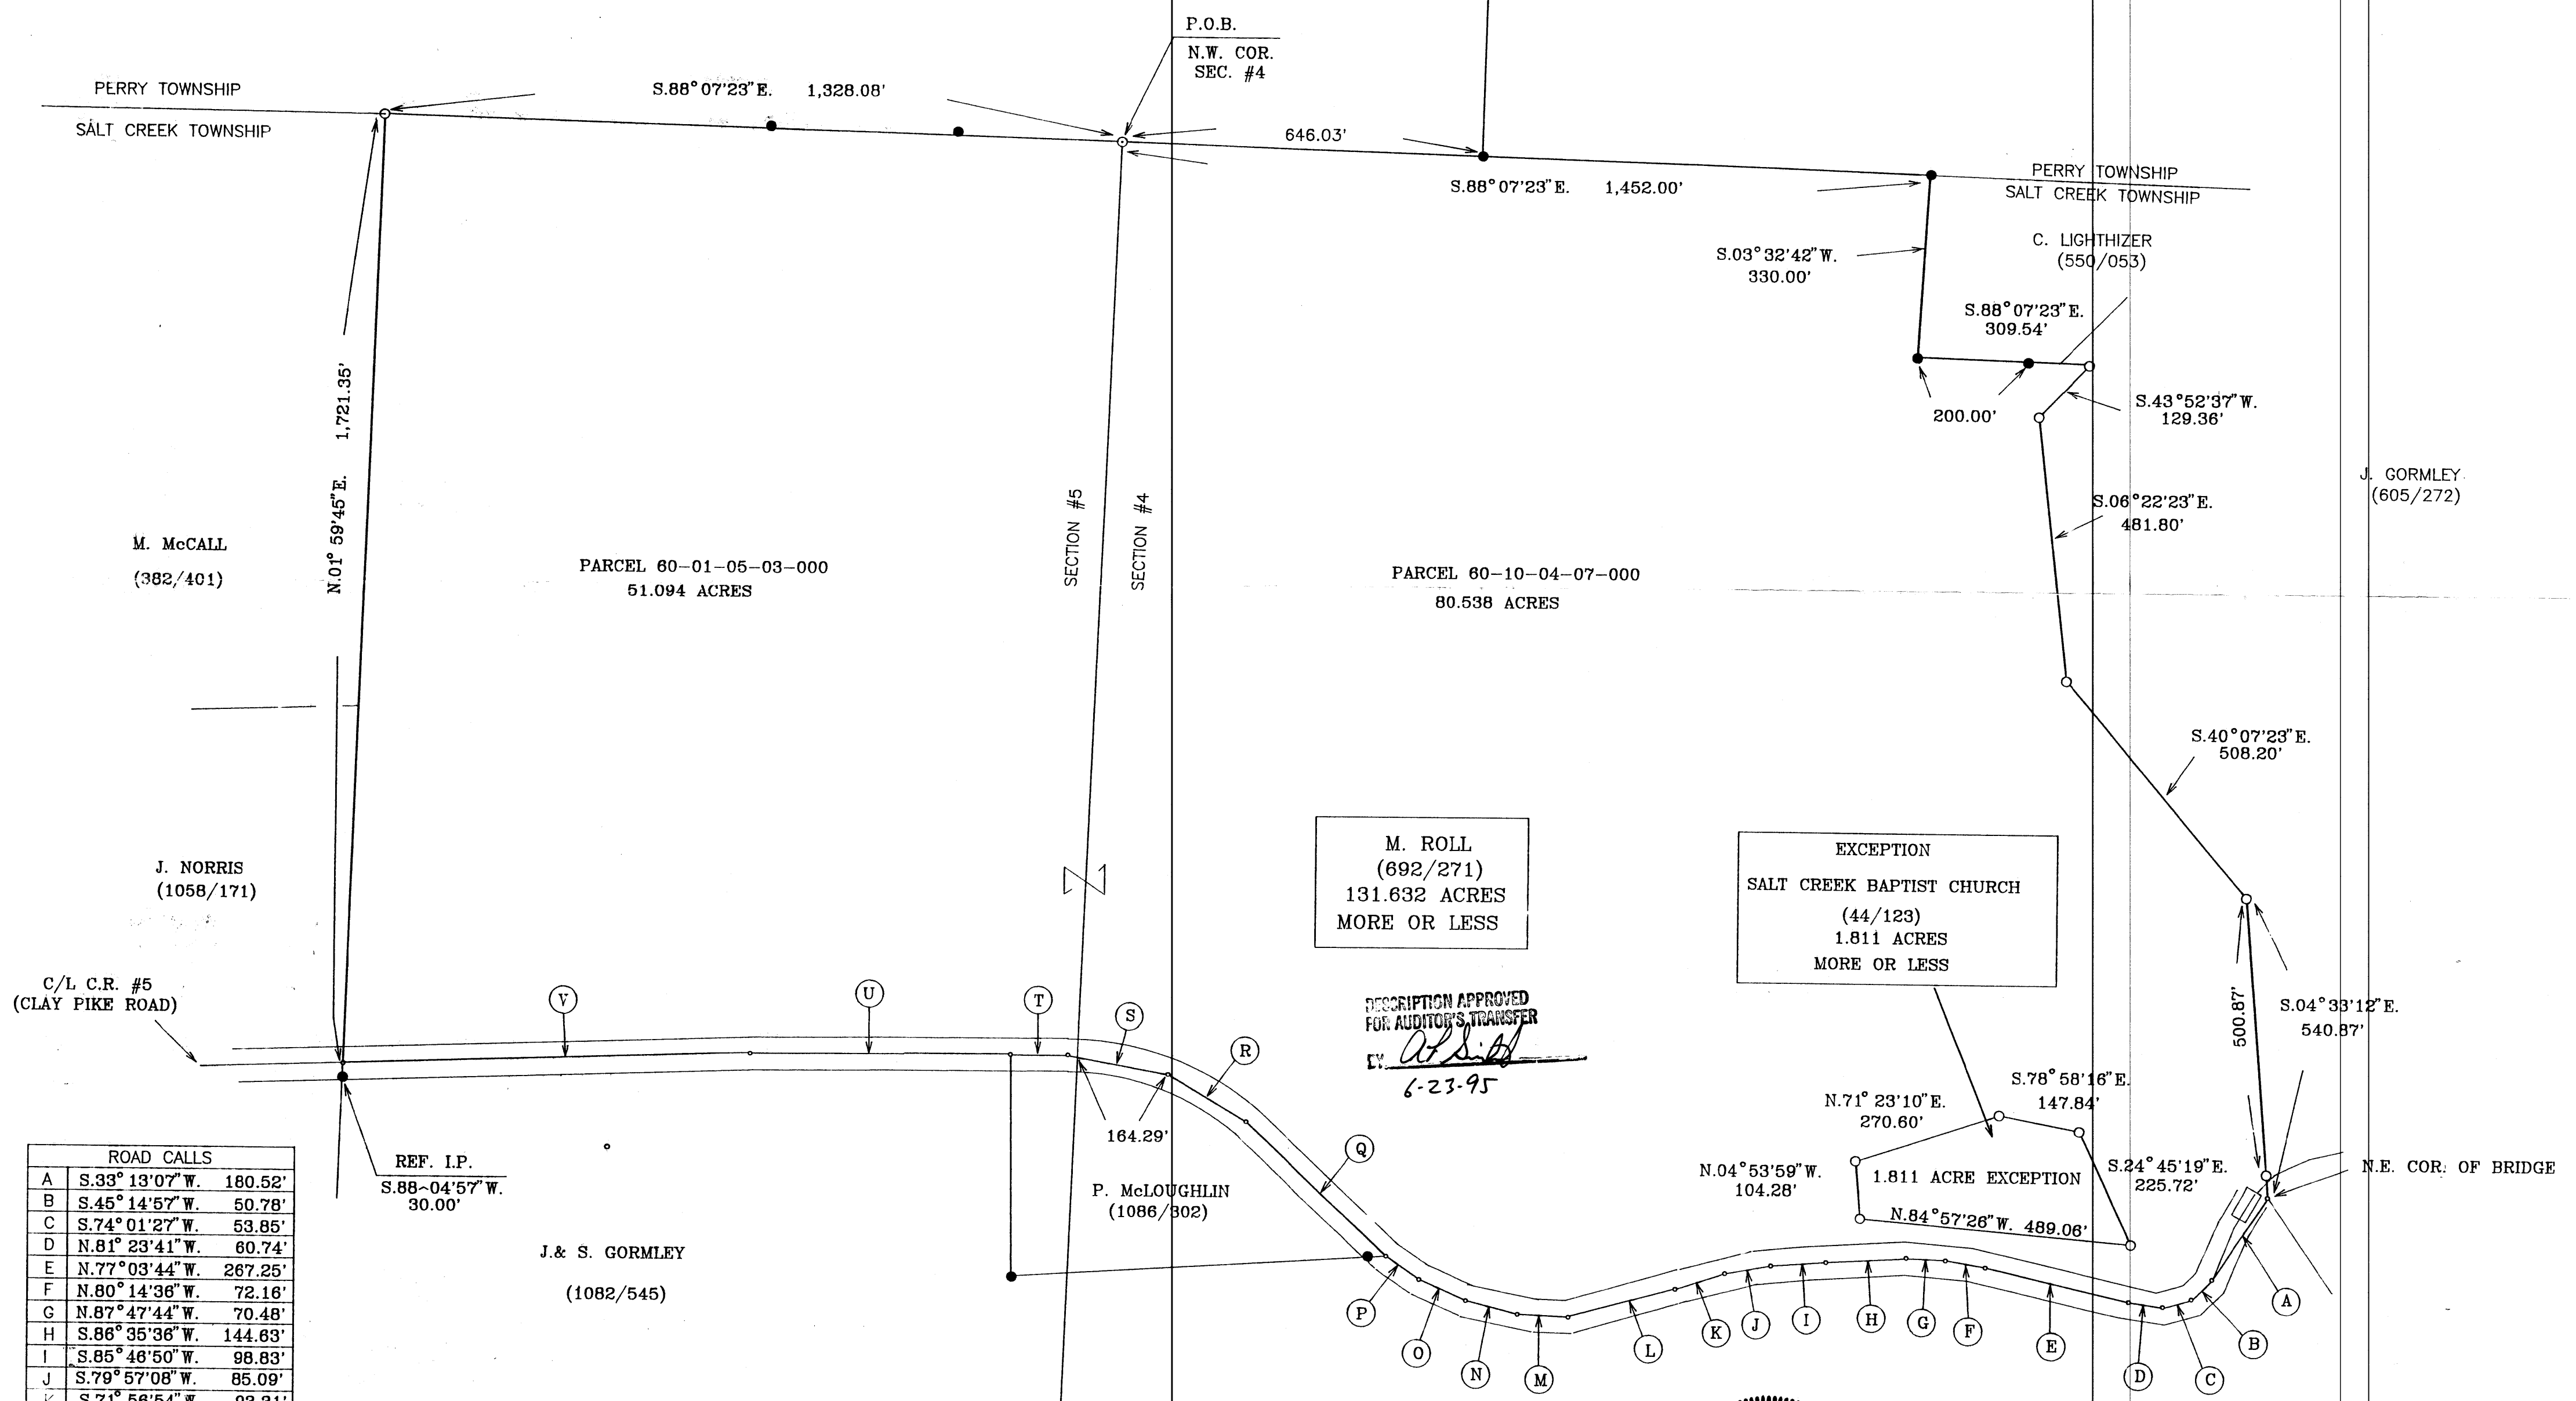 P.O.B.
N.W. COR.
SEC. #4
PERRY TOWNSHIP
SALT CREEK TOWNSHIP
S.88°07'23"E. 1,328.08'
646.03'
S.88°07'23"E. 1,452.00'
PERRY TOWNSHIP
SALT CREEK TOWNSHIP
C. LIGHTHIZER
(550/053)
S.03°32'42"W.
330.00'
S.88°07'23"E.
309.54'
200.00'
S.43°52'37"W.
129.36'
J. GORMLEY
(605/272)
S.06°22'23"E.
481.80'
N.01°59'45"E. 1,721.35'
M. McCALL
(382/401)
PARCEL 60-01-05-03-000
51.094 ACRES
SECTION #5
SECTION #4
PARCEL 60-10-04-07-000
80.538 ACRES
S.40°07'23"E.
508.20'
J. NORRIS
(1058/171)
M. ROLL
(692/271)
131.632 ACRES
MORE OR LESS
EXCEPTION
SALT CREEK BAPTIST CHURCH
(44/123)
1.811 ACRES
MORE OR LESS
C/L C.R. #5
(CLAY PIKE ROAD)
V
U
T
S
R
Q
DESCRIPTION APPROVED
FOR AUDITOR'S TRANSFER
BY
6-23-95
500.87'
S.04°33'12"E.
540.87'
S.78°58'16"E.
147.84'
N.71°23'10"E.
270.60'
N.04°53'59"W.
104.28'
1.811 ACRE EXCEPTION
S.24°45'19"E.
225.72'
N.84°57'26"W. 489.06'
N.E. COR. OF BRIDGE
164.29'
REF. I.P.
S.88~04'57"W.
30.00'
P. McLOUGHLIN
(1086/302)
J.& S. GORMLEY
(1082/545)
P
O
N
M
L
K
J
I
H
G
F
E
D
C
B
A
ROAD CALLS
A S.33°13'07"W. 180.52'
B S.45°14'57"W. 50.78'
C S.74°01'27"W. 53.85'
D N.81°23'41"W. 60.74'
E N.77°03'44"W. 267.25'
F N.80°14'36"W. 72.16'
G N.87°47'44"W. 70.48'
H S.86°35'36"W. 144.63'
I S.85°46'50"W. 98.83'
J S.79°57'08"W. 85.09'
K S.71°56'54"W.